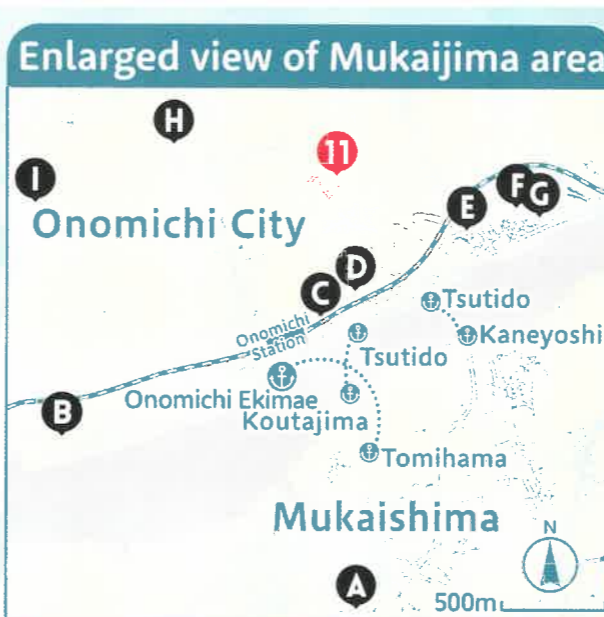 Enlarged view of Mukaijima area
H
11
I
F
G
E
Onomichi City
D
C
Tsutido
Onomichi
Station
Kaneyoshi
Tsutido
Onomichi Ekimae
B
Koutajima
Tomihama
Mukaishima
N
A
500m